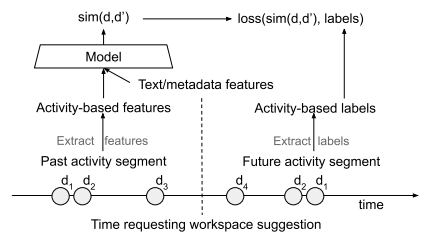 sim(d,d')
loss(sim(d,d'), labels)
Model
Text/metadata features
Activity-based features
Activity-based labels
Extract features
Extract labels
Past activity segment
Future activity segment
d1 d2 d3 d4 d2 d1
time
Time requesting workspace suggestion